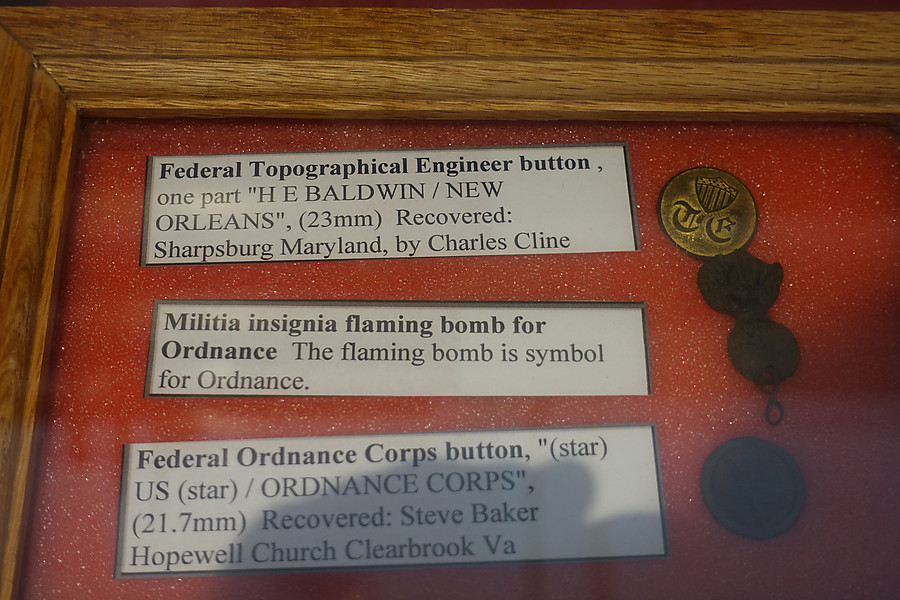 Federal Topographical Engineer button ,
one part "H E BALDWIN / NEW
ORLEANS", (23mm) Recovered:
Sharpsburg Maryland, by Charles Cline
T E
Militia insignia flaming bomb for
Ordnance The flaming bomb is symbol
for Ordnance.
Federal Ordnance Corps button, "(star)
US (star) / ORDNANCE CORPS",
(21.7mm) Recovered: Steve Baker
Hopewell Church Clearbrook Va